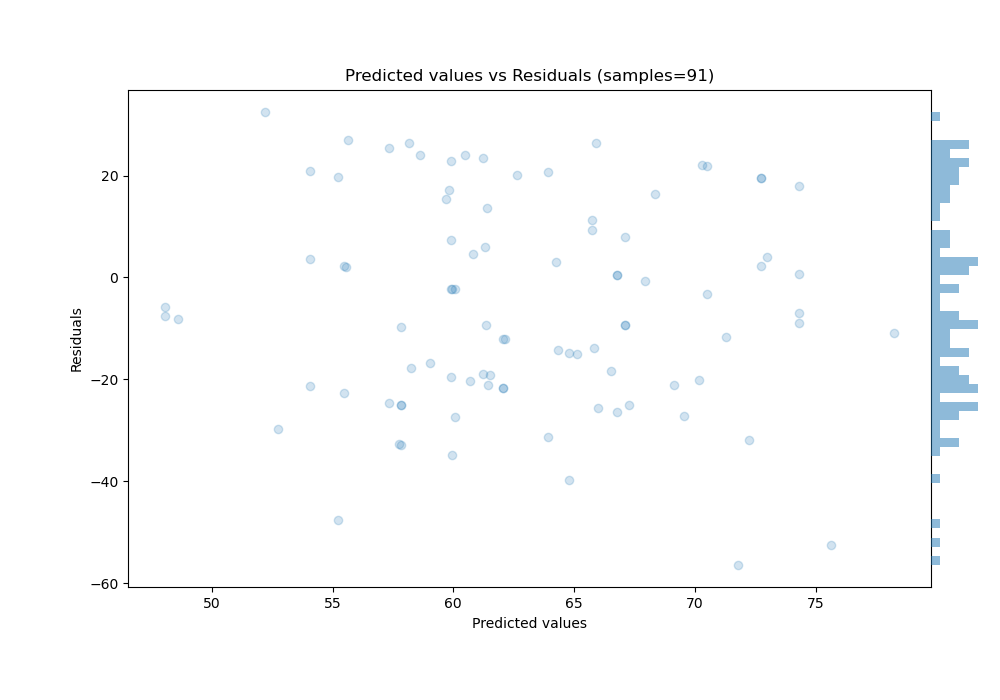 Predicted values vs Residuals (samples=91)
Residuals
20
0
−20
−40
−60
50 55 60 65 70 75
Predicted values